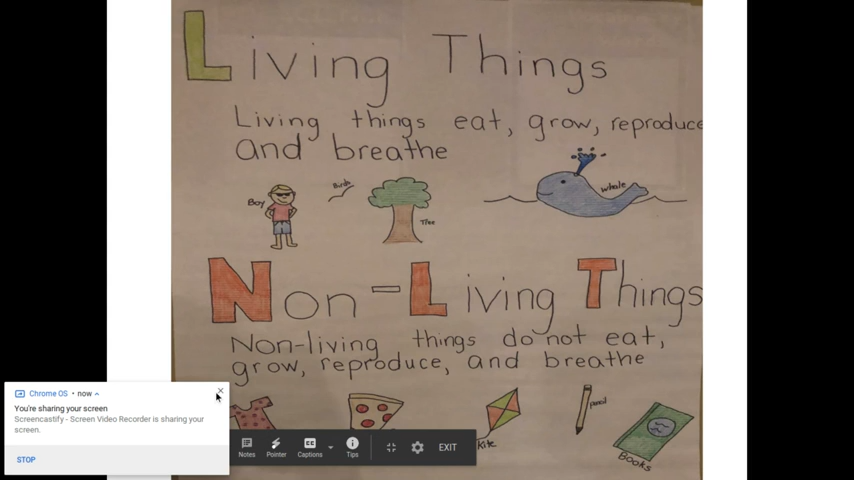 Living Things
Living things eat, grow, reproduce
and breathe
Boy
Birds
Tree
whale
Non-Living Things
Non-living things do not eat,
grow, reproduce, and breathe
pencil
Kite
Books
Chrome OS • now
You're sharing your screen
Screencastify - Screen Video Recorder is sharing your
screen.
STOP
Notes
Pointer
Captions
Tips
EXIT